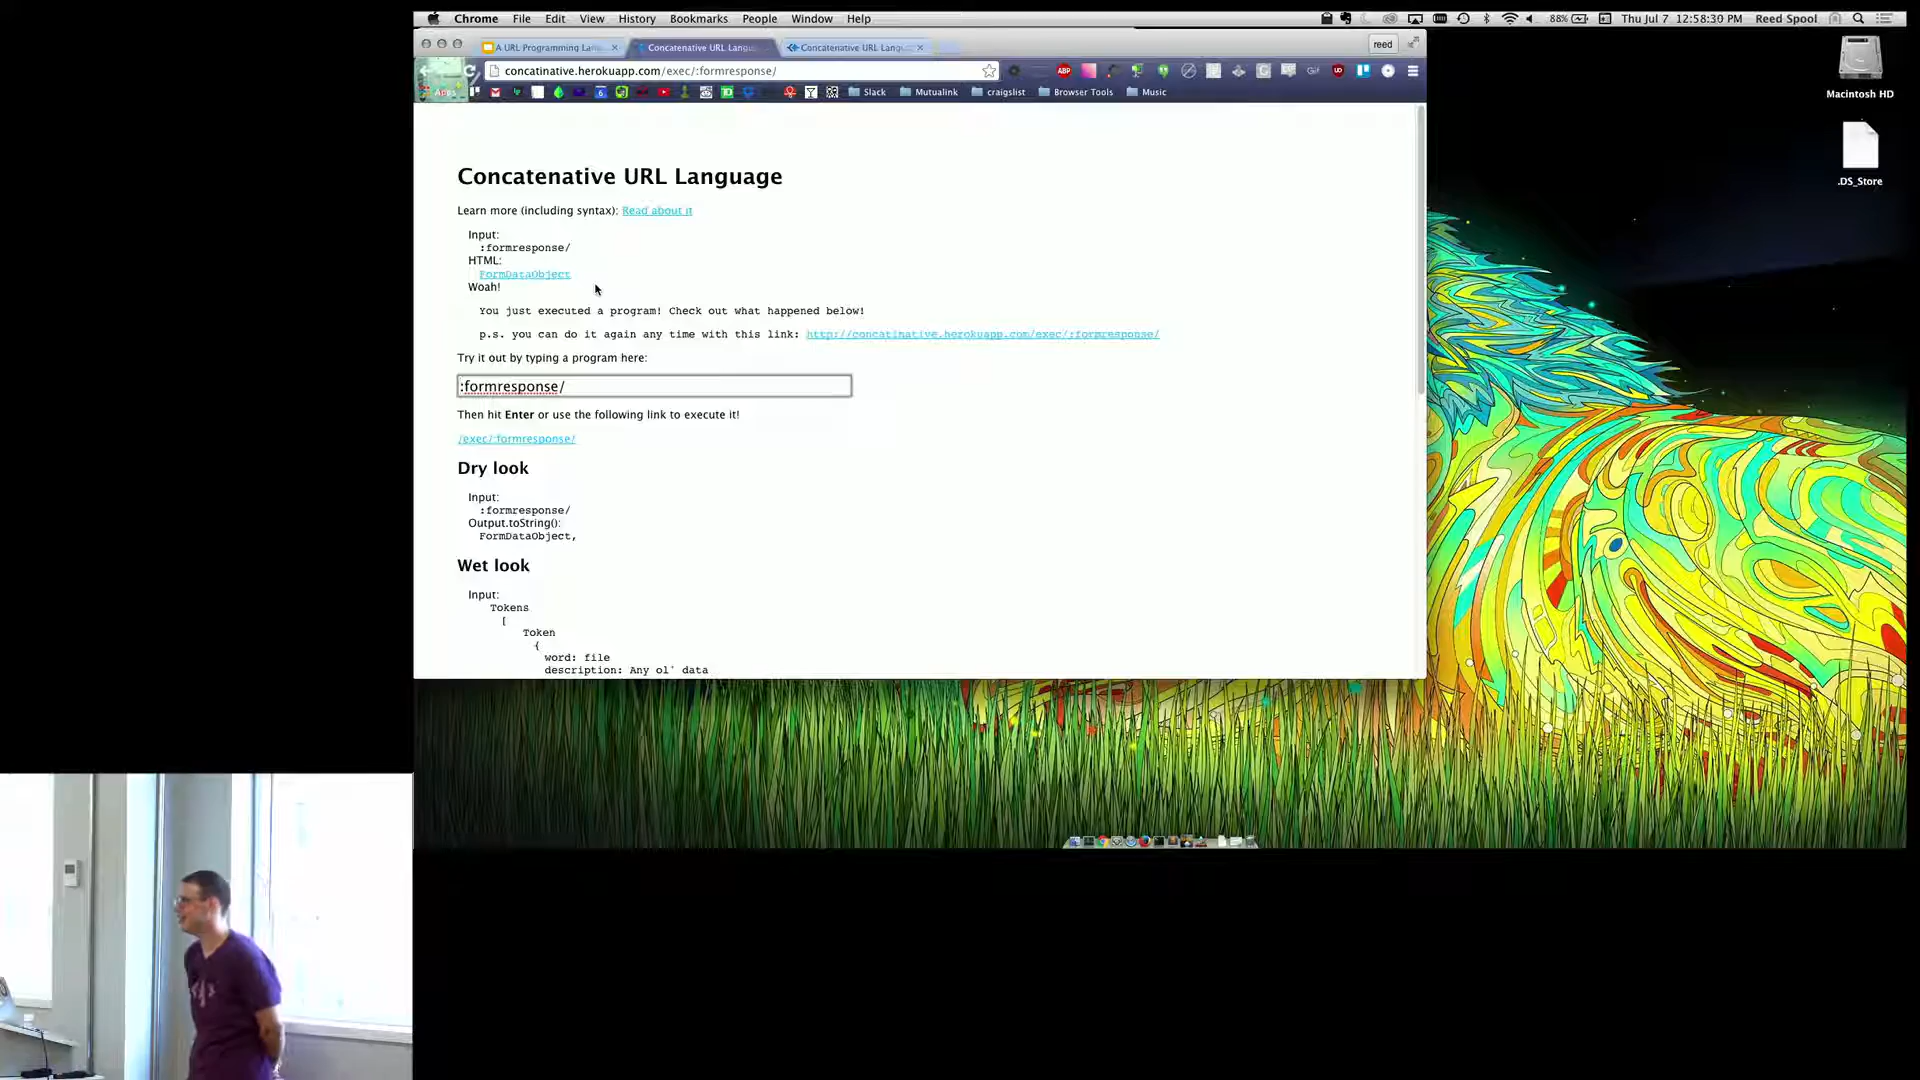 Chrome File Edit View History Bookmarks People Window Help 88% Thu Jul 7 12:58:30 PM Reed Spool
A URL Programming Lan
Concatenative URL Langu
Concatenative URL Langu
reed
concatinative.herokuapp.com/exec/:formresponse/
Apps Slack Mutualink craigslist Browser Tools Music
Macintosh HD
.DS_Store
Concatenative URL Language
Learn more (including syntax): Read about it
Input:
:formresponse/
HTML:
FormDataObject
Woah!
You just executed a program! Check out what happened below!
p.s. you can do it again any time with this link: http://concatinative.herokuapp.com/exec/:formresponse/
Try it out by typing a program here:
:formresponse/
Then hit Enter or use the following link to execute it!
/exec/:formresponse/
Dry look
Input:
:formresponse/
Output.toString():
FormDataObject,
Wet look
Input:
Tokens
[
Token
{
word: file
description: Any ol' data